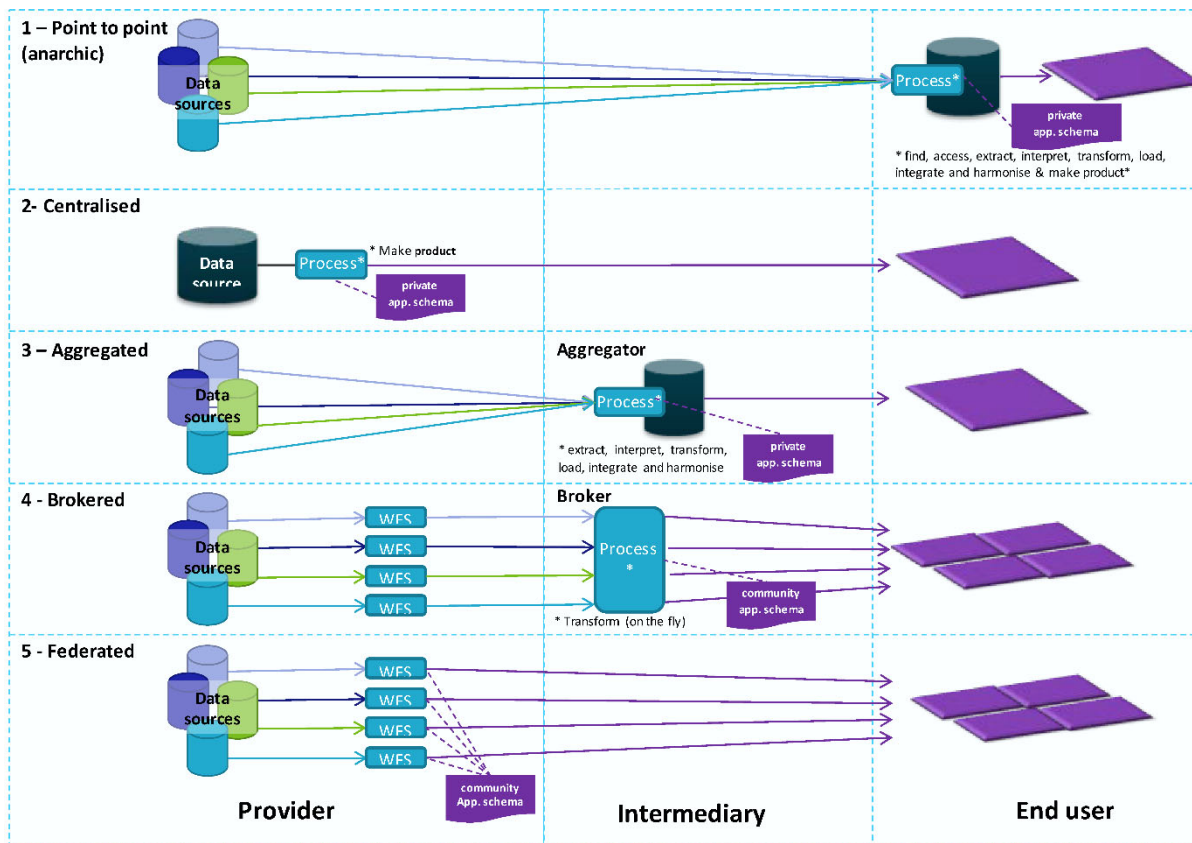 1 – Point to point
(anarchic)
Data
sources
Process*
private
app. schema
* find, access, extract, interpret, transform, load,
integrate and harmonise & make product*
2- Centralised
Data
source
Process*
* Make product
private
app. schema
3 – Aggregated
Data
sources
Aggregator
Process*
* extract, interpret, transform,
load, integrate and harmonise
private
app. schema
4 - Brokered
Data
sources
WFS
WFS
WFS
WFS
Broker
Process
*
* Transform (on the fly)
community
app. schema
5 - Federated
Data
sources
WFS
WFS
WFS
WFS
community
App. schema
Provider
Intermediary
End user